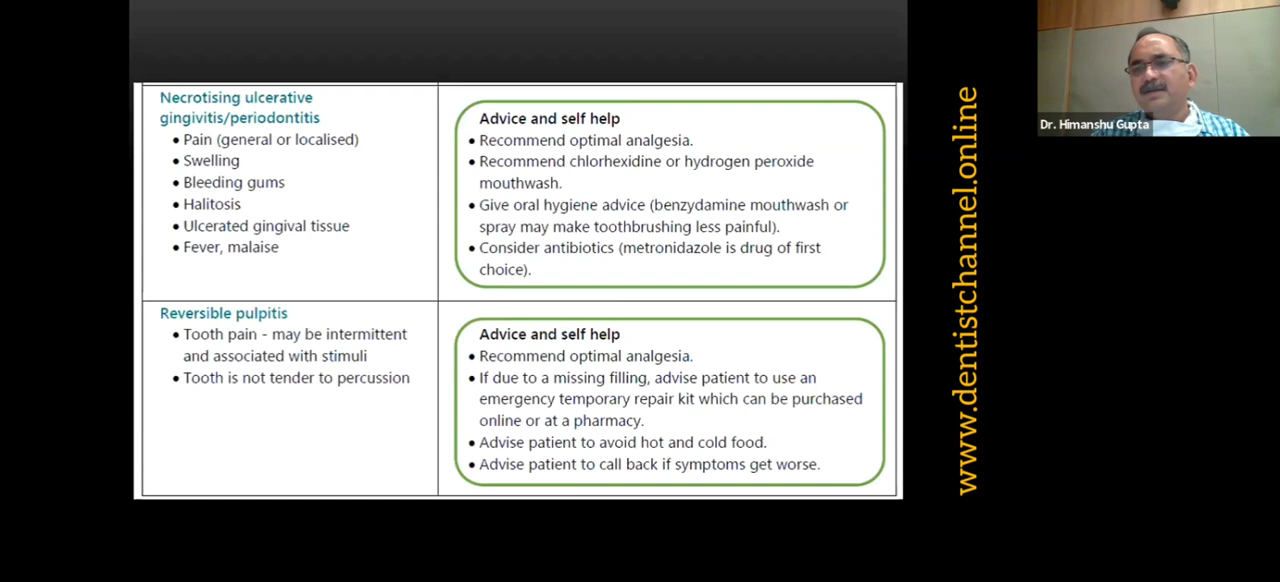 Necrotising ulcerative
gingivitis/periodontitis
• Pain (general or localised)
• Swelling
• Bleeding gums
• Halitosis
• Ulcerated gingival tissue
• Fever, malaise
Advice and self help
• Recommend optimal analgesia.
• Recommend chlorhexidine or hydrogen peroxide
mouthwash.
• Give oral hygiene advice (benzydamine mouthwash or
spray may make toothbrushing less painful).
• Consider antibiotics (metronidazole is drug of first
choice).
Reversible pulpitis
• Tooth pain - may be intermittent
and associated with stimuli
• Tooth is not tender to percussion
Advice and self help
• Recommend optimal analgesia.
• If due to a missing filling, advise patient to use an
emergency temporary repair kit which can be purchased
online or at a pharmacy.
• Advise patient to avoid hot and cold food.
• Advise patient to call back if symptoms get worse.
www.dentistchannel.online
Dr. Himanshu Gupta